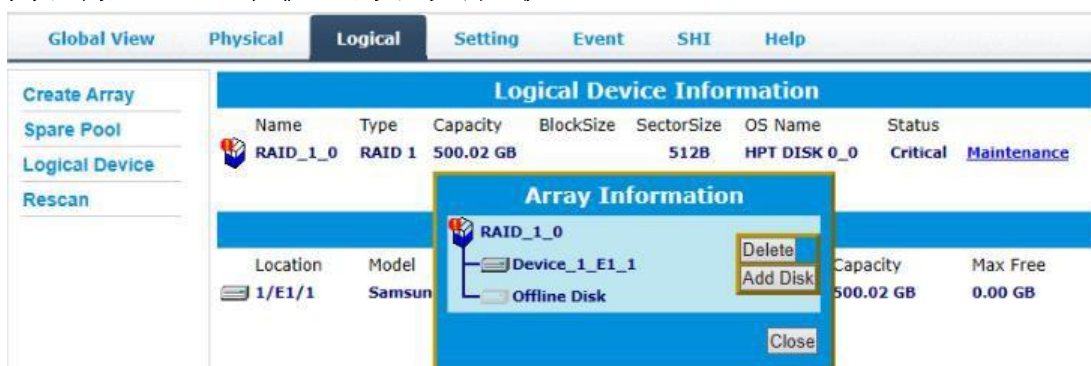 Global View Physical Logical Setting Event SHI Help
Create Array
Spare Pool
Logical Device
Rescan
Logical Device Information
Name Type Capacity BlockSize SectorSize OS Name Status
RAID_1_0 RAID 1 500.02 GB 512B HPT DISK 0_0 Critical Maintenance
Array Information
RAID_1_0
Device_1_E1_1
Offline Disk
Delete
Add Disk
Close
Location Model Capacity Max Free
1/E1/1 Samsun 500.02 GB 0.00 GB